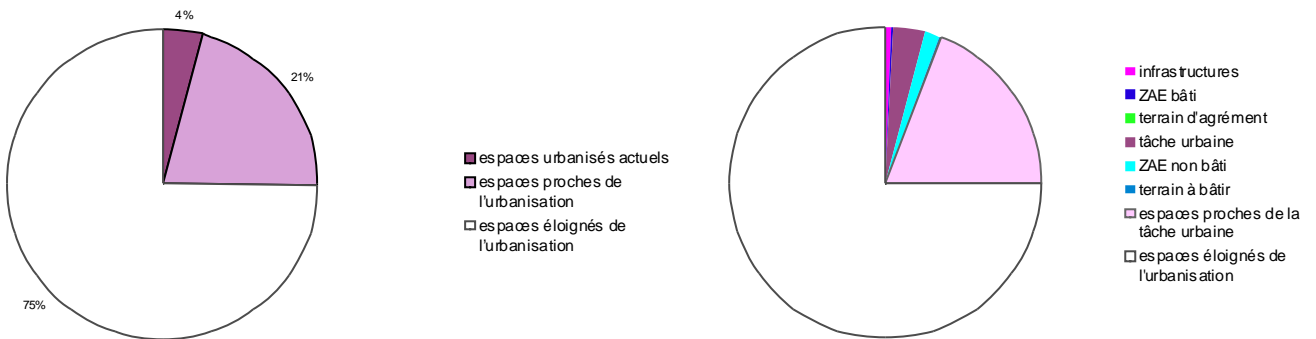 4%
21%
75%
espaces urbanisés actuels
espaces proches de
l'urbanisation
espaces éloignés de
l'urbanisation
infrastructures
ZAE bâti
terrain d'agrément
tâche urbaine
ZAE non bâti
terrain à bâtir
espaces proches de la
tâche urbaine
espaces éloignés de
l'urbanisation